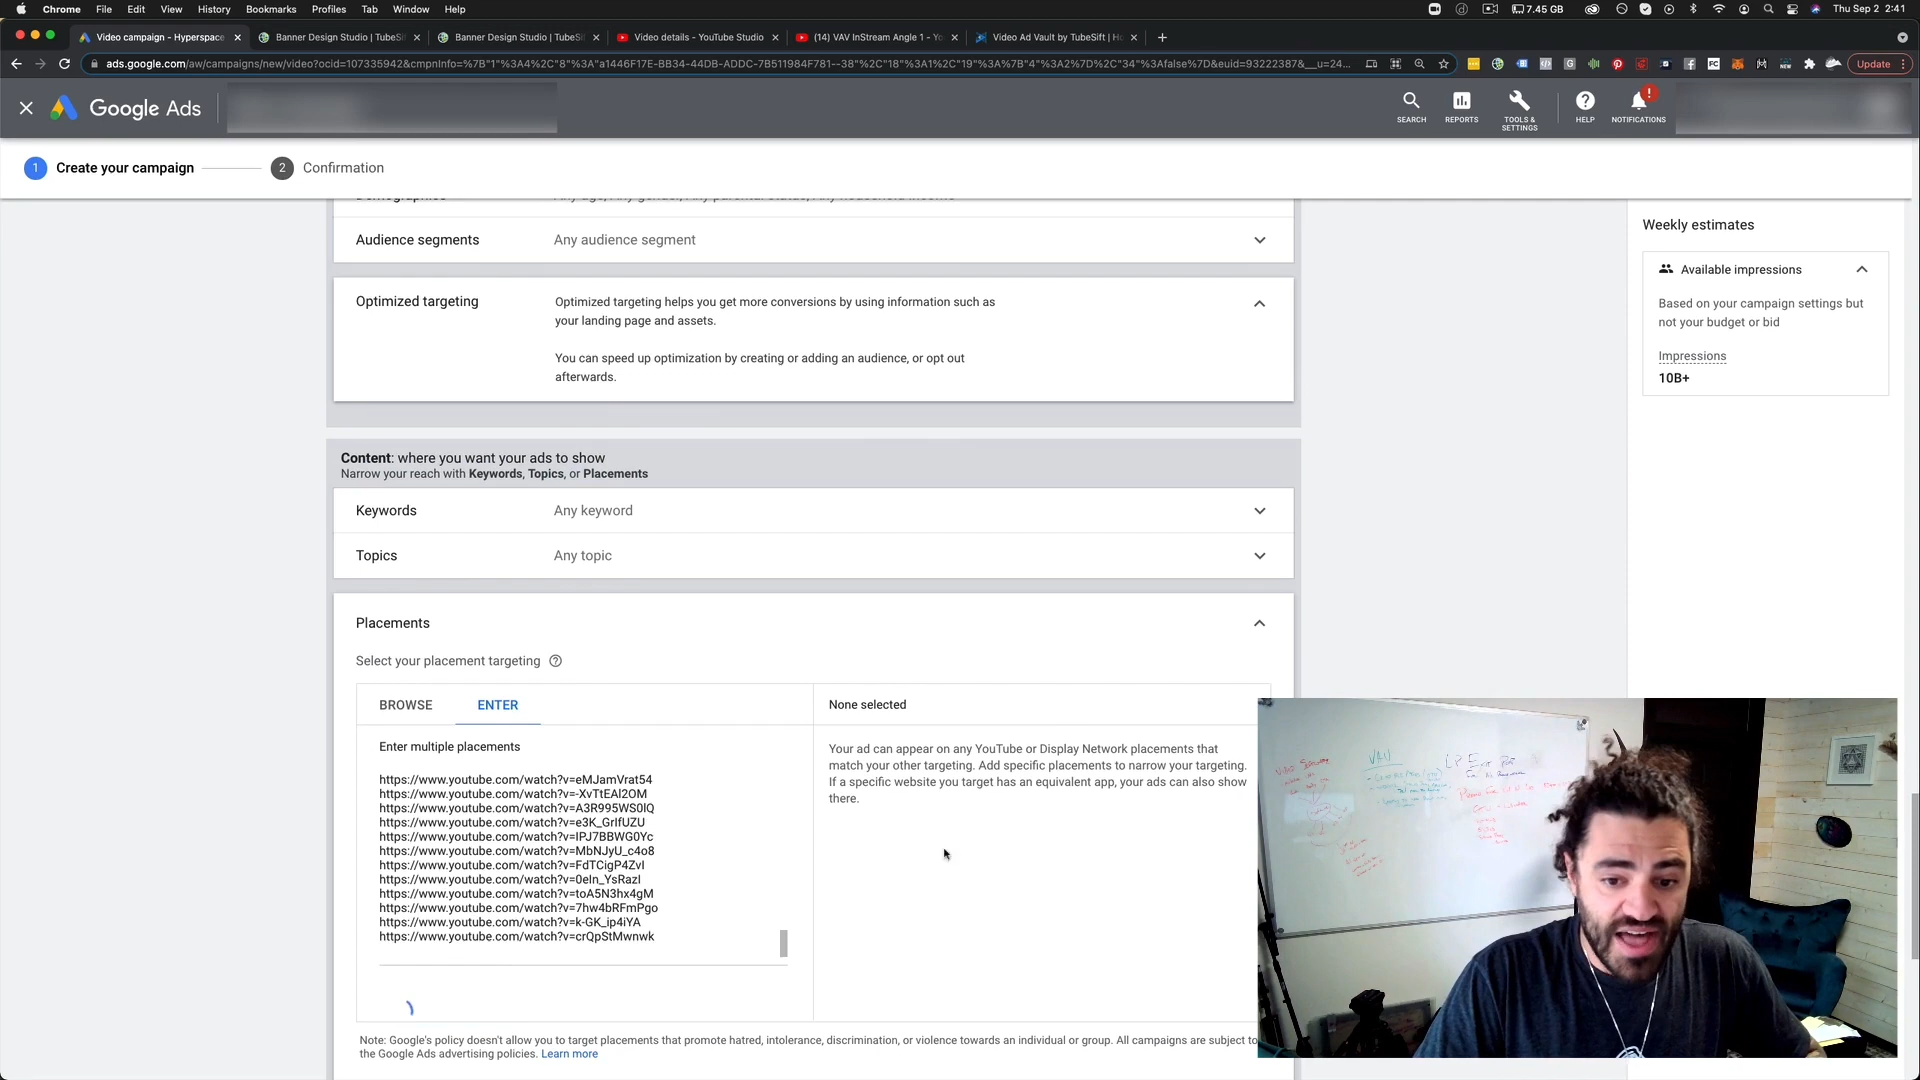 Chrome File Edit View History Bookmarks Profiles Tab Window Help
7.45 GB
Thu Sep 2 2:41
Video campaign - Hyperspace
Banner Design Studio | TubeSif
Banner Design Studio | TubeSif
Video details - YouTube Studio
(14) VAV InStream Angle 1 - Yo
Video Ad Vault by TubeSift | Ho
ads.google.com/aw/campaigns/new/video?ocid=107335942&cmpnInfo=%7B"1"%3A4%2C"8"%3A"a1446F17E-BB34-44DB-ADDC-7B511984F781--38"%2C"18"%3A1%2C"19"%3A%7B"4"%3A2%7D%2C"34"%3Afalse%7D&euid=93222387&__u=24...
Update
Google Ads
SEARCH
REPORTS
TOOLS &
SETTINGS
HELP
NOTIFICATIONS
1 Create your campaign
2 Confirmation
Demographics Any age, Any gender, Any parental status, Any household income
Audience segments Any audience segment
Optimized targeting
Optimized targeting helps you get more conversions by using information such as
your landing page and assets.
You can speed up optimization by creating or adding an audience, or opt out
afterwards.
Content: where you want your ads to show
Narrow your reach with Keywords, Topics, or Placements
Keywords Any keyword
Topics Any topic
Placements
Select your placement targeting
BROWSE ENTER
None selected
Enter multiple placements
https://www.youtube.com/watch?v=eMJamVrat54
https://www.youtube.com/watch?v=-XvTtEAl2OM
https://www.youtube.com/watch?v=A3R995WS0lQ
https://www.youtube.com/watch?v=e3K_GrIfUZU
https://www.youtube.com/watch?v=IPJ7BBWG0Yc
https://www.youtube.com/watch?v=MbNJyU_c4o8
https://www.youtube.com/watch?v=FdTCigP4ZvI
https://www.youtube.com/watch?v=0eIn_YsRazI
https://www.youtube.com/watch?v=toA5N3hx4gM
https://www.youtube.com/watch?v=7hw4bRFmPgo
https://www.youtube.com/watch?v=k-GK_ip4iYA
https://www.youtube.com/watch?v=crQpStMwnwk
Your ad can appear on any YouTube or Display Network placements that
match your other targeting. Add specific placements to narrow your targeting.
If a specific website you target has an equivalent app, your ads can also show
there.
Note: Google's policy doesn't allow you to target placements that promote hatred, intolerance, discrimination, or violence towards an individual or group. All campaigns are subject to
the Google Ads advertising policies. Learn more
Weekly estimates
Available impressions
Based on your campaign settings but
not your budget or bid
Impressions
10B+
VAV